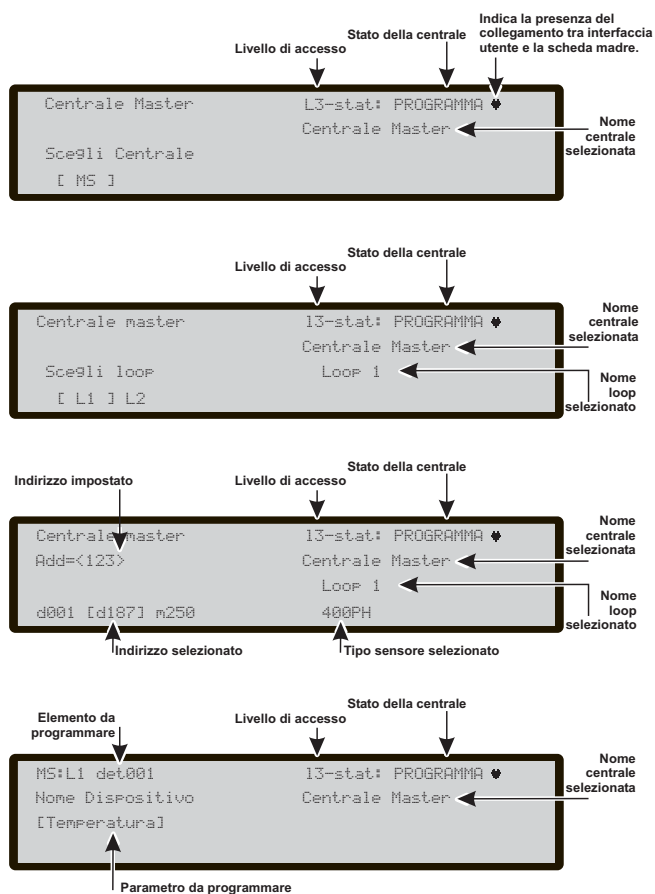 Indica la presenza del
collegamento tra interfaccia
utente e la scheda madre.
Stato della centrale
Livello di accesso
Centrale Master L3-stat: PROGRAMMA
Centrale Master
Nome
centrale
selezionata
Scegli Centrale
[ MS ]
Stato della centrale
Livello di accesso
Centrale master l3-stat: PROGRAMMA
Centrale Master
Nome
centrale
selezionata
Scegli loop Loop 1
[ L1 ] L2
Nome
loop
selezionato
Stato della centrale
Indirizzo impostato Livello di accesso
Centrale master l3-stat: PROGRAMMA
Add=<123> Centrale Master
Nome
centrale
selezionata
Loop 1
d001 [d187] m250 400PH
Nome
loop
selezionato
Indirizzo selezionato Tipo sensore selezionato
Stato della centrale
Elemento da
programmare
Livello di accesso
MS:L1 det001 l3-stat: PROGRAMMA
Nome Dispositivo Centrale Master
Nome
centrale
selezionata
[Temperatura]
Parametro da programmare